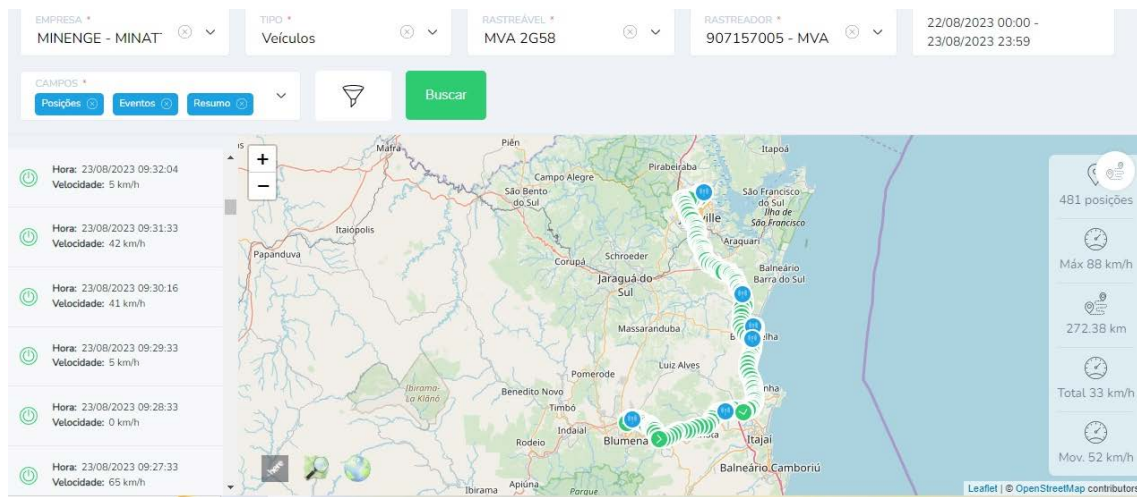 EMPRESA *
MINENGE - MINAT
TIPO *
Veículos
RASTREÁVEL *
MVA 2G58
RASTREADOR *
907157005 - MVA
22/08/2023 00:00 -
23/08/2023 23:59
CAMPOS *
Posições
Eventos
Resumo
Buscar
Hora: 23/08/2023 09:32:04
Velocidade: 5 km/h
Hora: 23/08/2023 09:31:33
Velocidade: 42 km/h
Hora: 23/08/2023 09:30:16
Velocidade: 41 km/h
Hora: 23/08/2023 09:29:33
Velocidade: 5 km/h
Hora: 23/08/2023 09:28:33
Velocidade: 0 km/h
Hora: 23/08/2023 09:27:33
Velocidade: 65 km/h
+
−
Mafra
Piên
Itapoá
Campo Alegre
Pirabeiraba
São Bento
do Sul
São Francisco
do Sul
Ilha de
São Francisco
ville
Itaiópolis
Araquari
Papanduva
Corupá
Schroeder
Balneário
Barra do Sul
Jaraguá do
Sul
Massaranduba
Luiz Alves
Pomerode
Ibirama-
La Klãnõ
Benedito Novo
Timbó
Indaial
Rodeio
Blumena
Itajaí
Balneário Camboriú
Apiúna
Ibirama
Parque
here
481 posições
Máx 88 km/h
272.38 km
Total 33 km/h
Mov. 52 km/h
Leaflet | © OpenStreetMap contributors